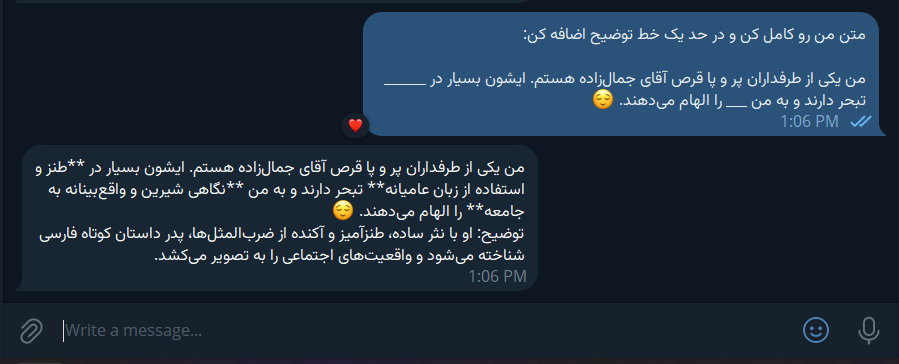 متن من رو کامل کن و در حد یک خط توضیح اضافه کن:
من یکی از طرفداران پر و پا قرص آقای جمال‌زاده هستم. ایشون بسیار در ______
تبحر دارند و به من ___ را الهام می‌دهند. 😌
1:06 PM
من یکی از طرفداران پر و پا قرص آقای جمال‌زاده هستم. ایشون بسیار در **طنز و
استفاده از زبان عامیانه** تبحر دارند و به من **نگاهی شیرین و واقع‌بینانه به
جامعه** را الهام می‌دهند. 😌
توضیح: او با نثر ساده، طنزآمیز و آکنده از ضرب‌المثل‌ها، پدر داستان کوتاه فارسی
شناخته می‌شود و واقعیت‌های اجتماعی را به تصویر می‌کشد.
1:06 PM
Write a message...